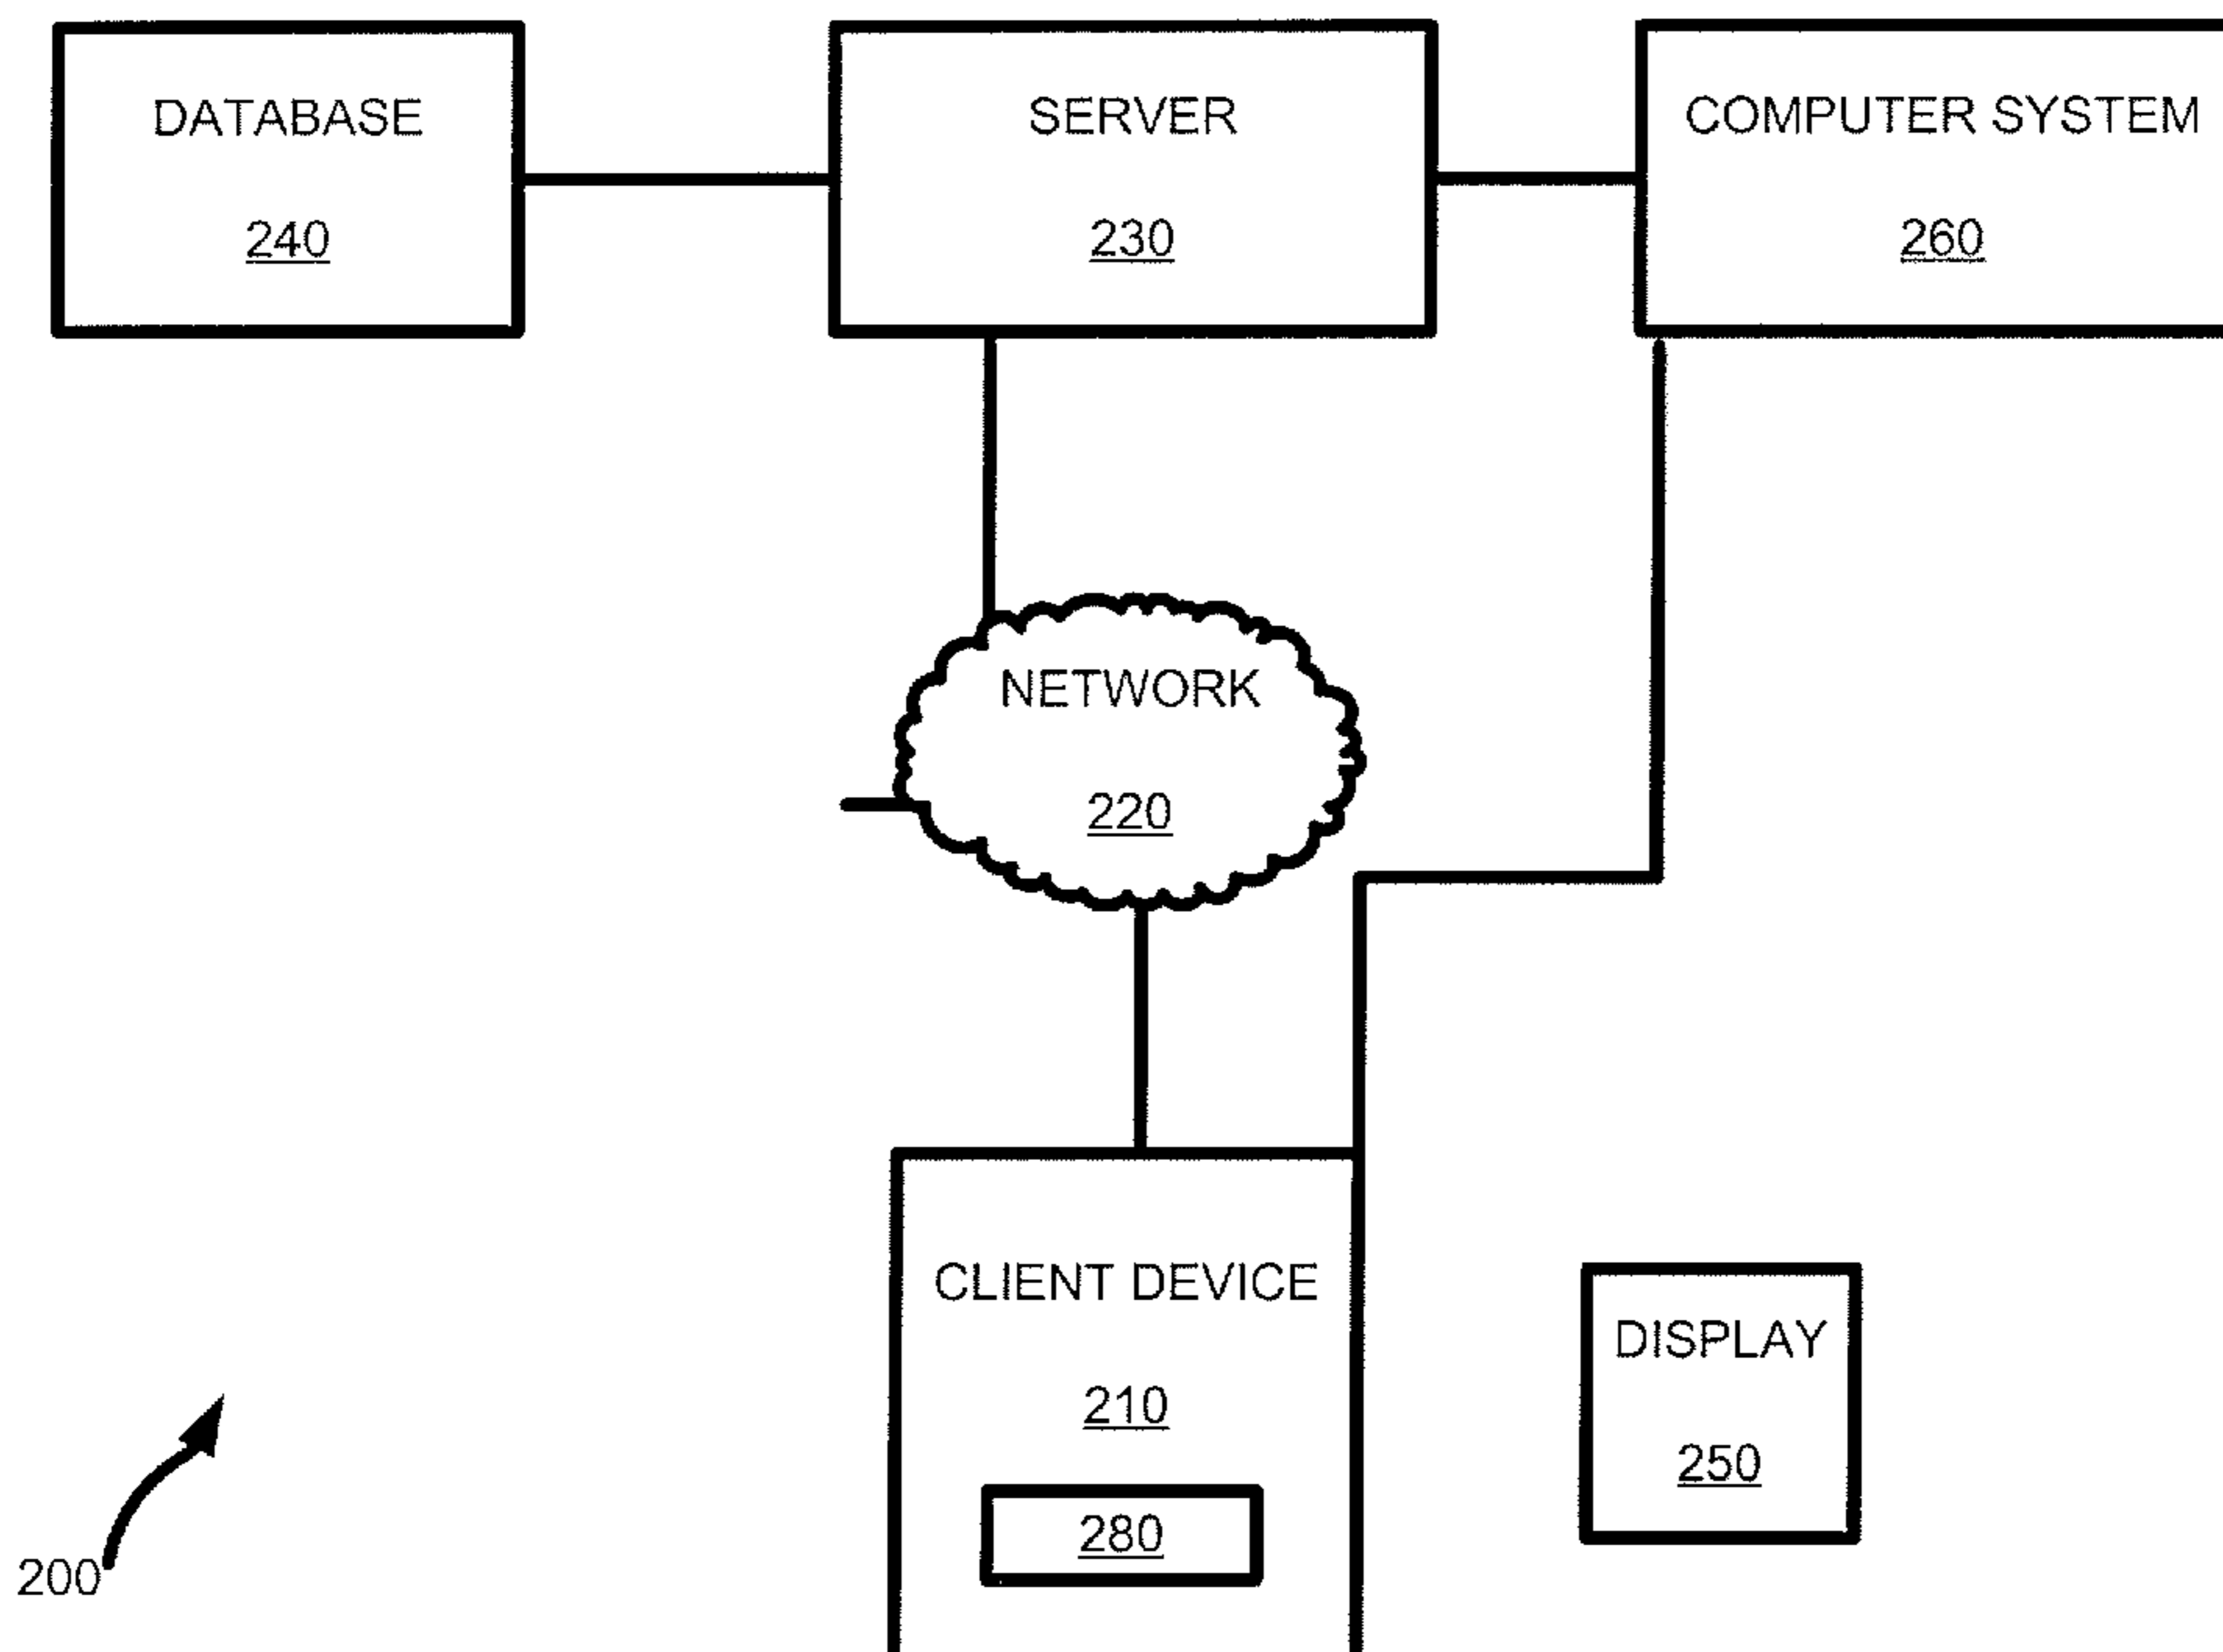 DATABASE
240
SERVER
230
COMPUTER SYSTEM
260
NETWORK
220
CLIENT DEVICE
210
280
DISPLAY
250
200